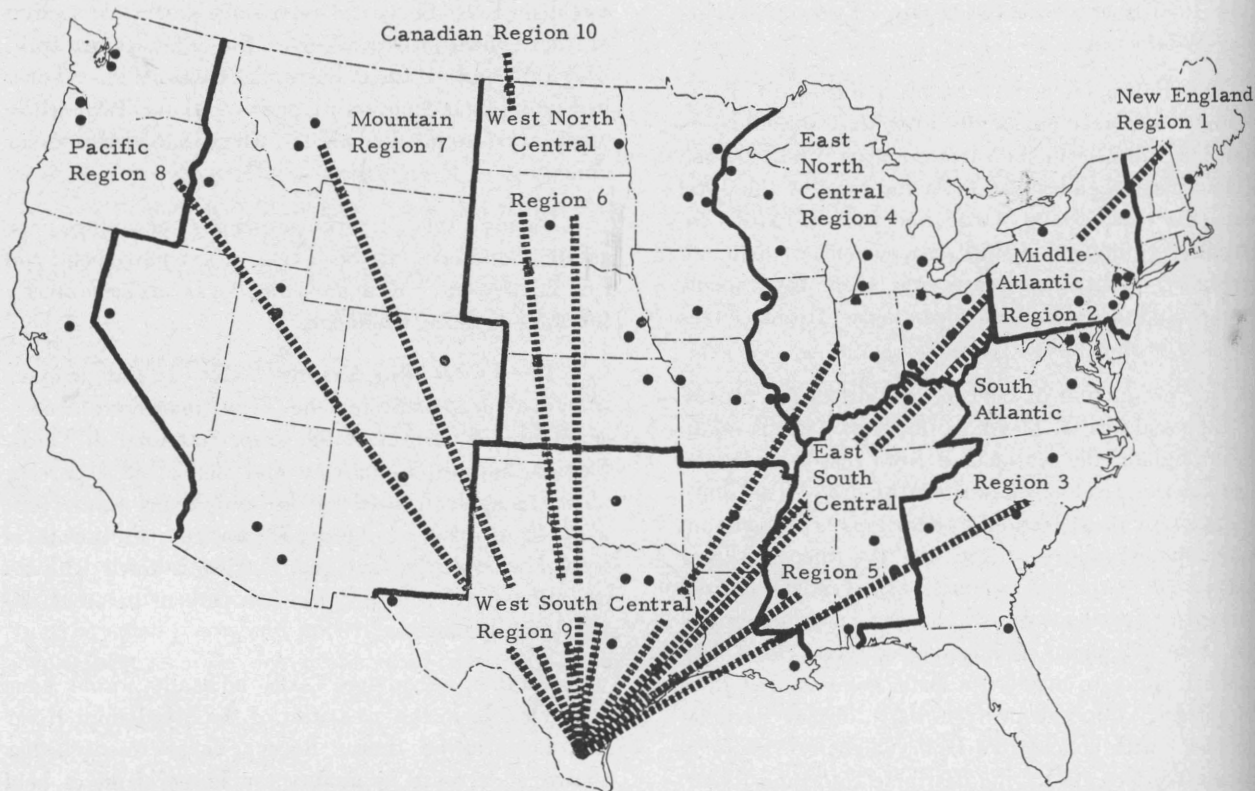 Canadian Region 10
New England
Region 1
Mountain
Region 7
West North
Central
Region 6
East
North
Central
Region 4
Pacific
Region 8
Middle
Atlantic
Region 2
South
Atlantic
Region 3
East
South
Central
Region 5
West South Central
Region 9